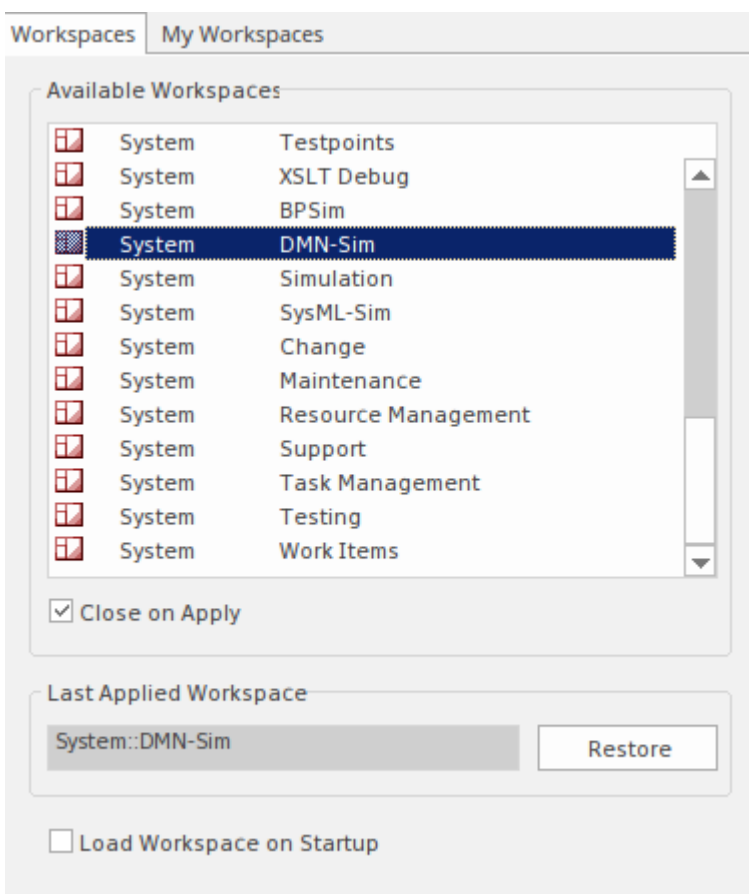 Workspaces My Workspaces
Available Workspaces
System Testpoints
System XSLT Debug
System BPSim
System DMN-Sim
System Simulation
System SysML-Sim
System Change
System Maintenance
System Resource Management
System Support
System Task Management
System Testing
System Work Items
Close on Apply
Last Applied Workspace
System::DMN-Sim Restore
Load Workspace on Startup